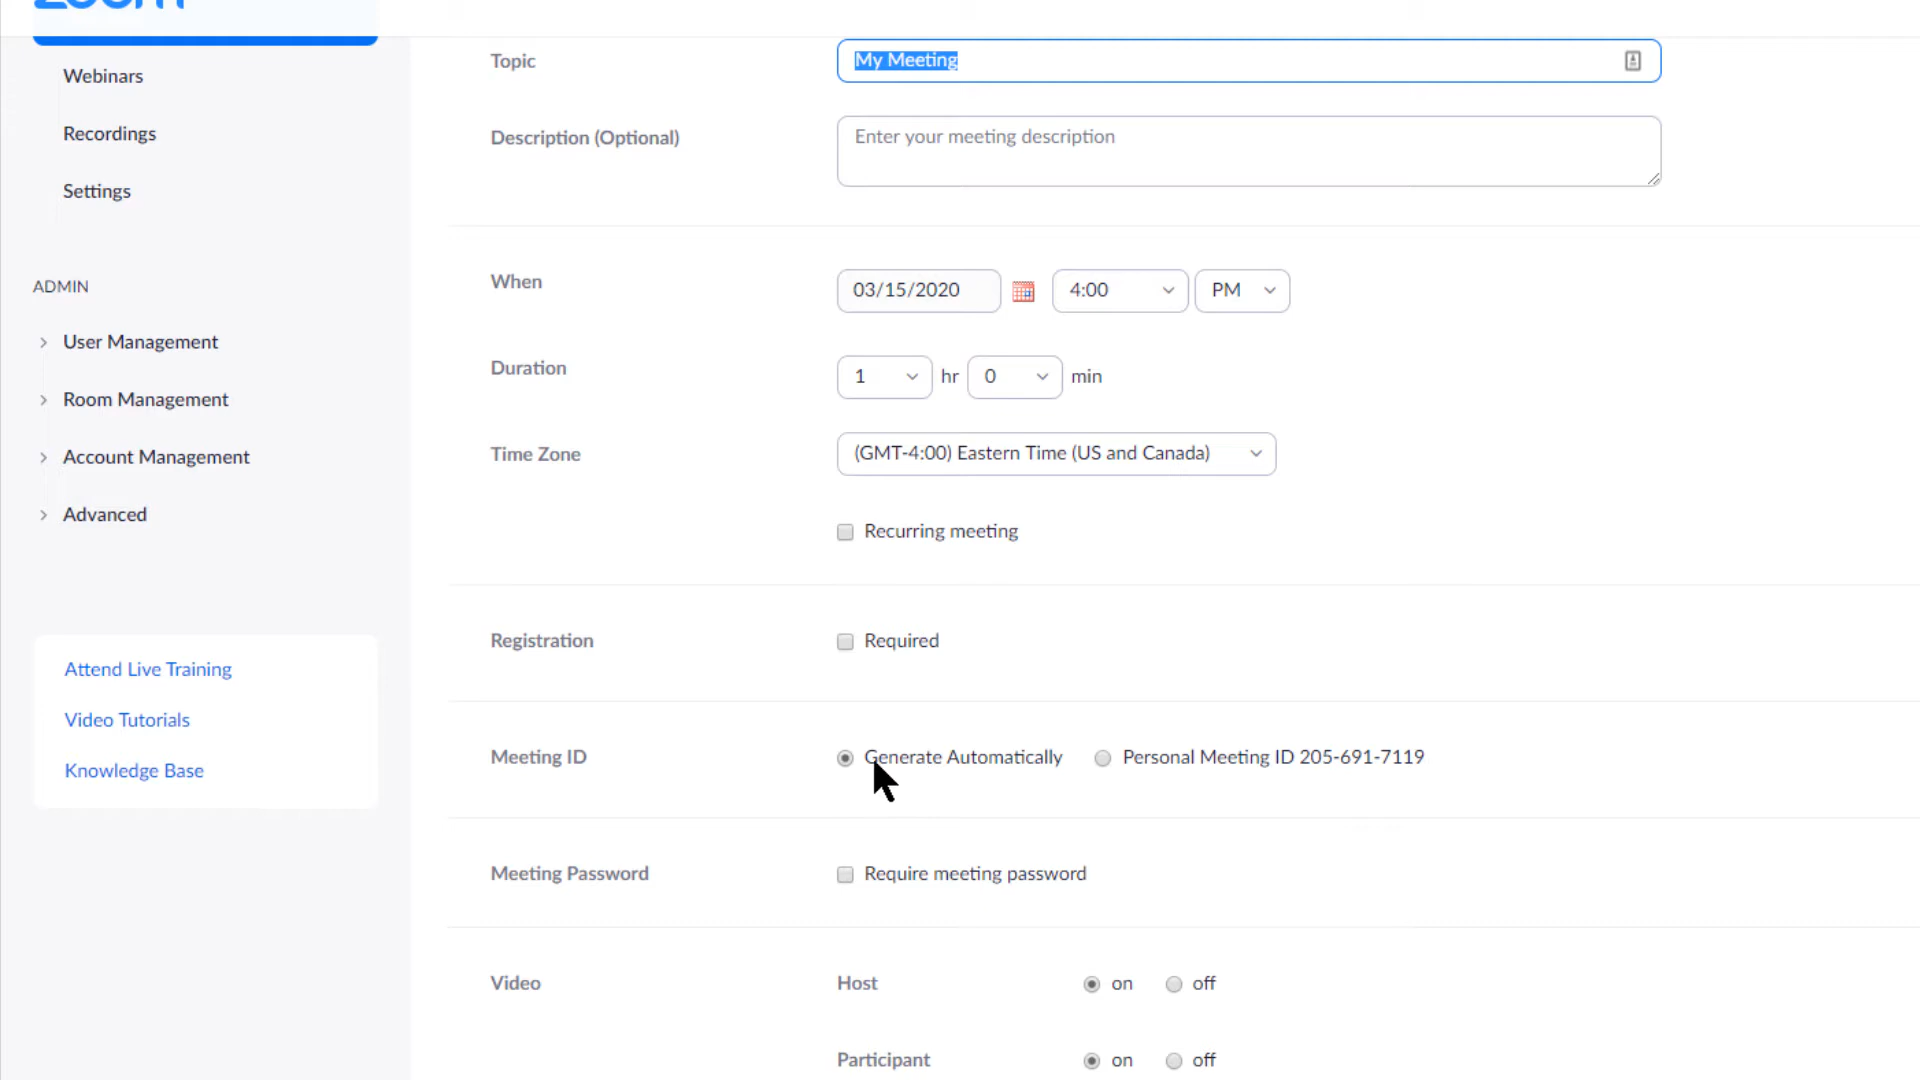 zoom
Webinars
Recordings
Settings
ADMIN
User Management
Room Management
Account Management
Advanced
Attend Live Training
Video Tutorials
Knowledge Base
Topic My Meeting
Description (Optional) Enter your meeting description
When 03/15/2020 4:00 PM
Duration 1 hr 0 min
Time Zone (GMT-4:00) Eastern Time (US and Canada)
Recurring meeting
Registration Required
Meeting ID Generate Automatically Personal Meeting ID 205-691-7119
Meeting Password Require meeting password
Video Host on off
Participant on off